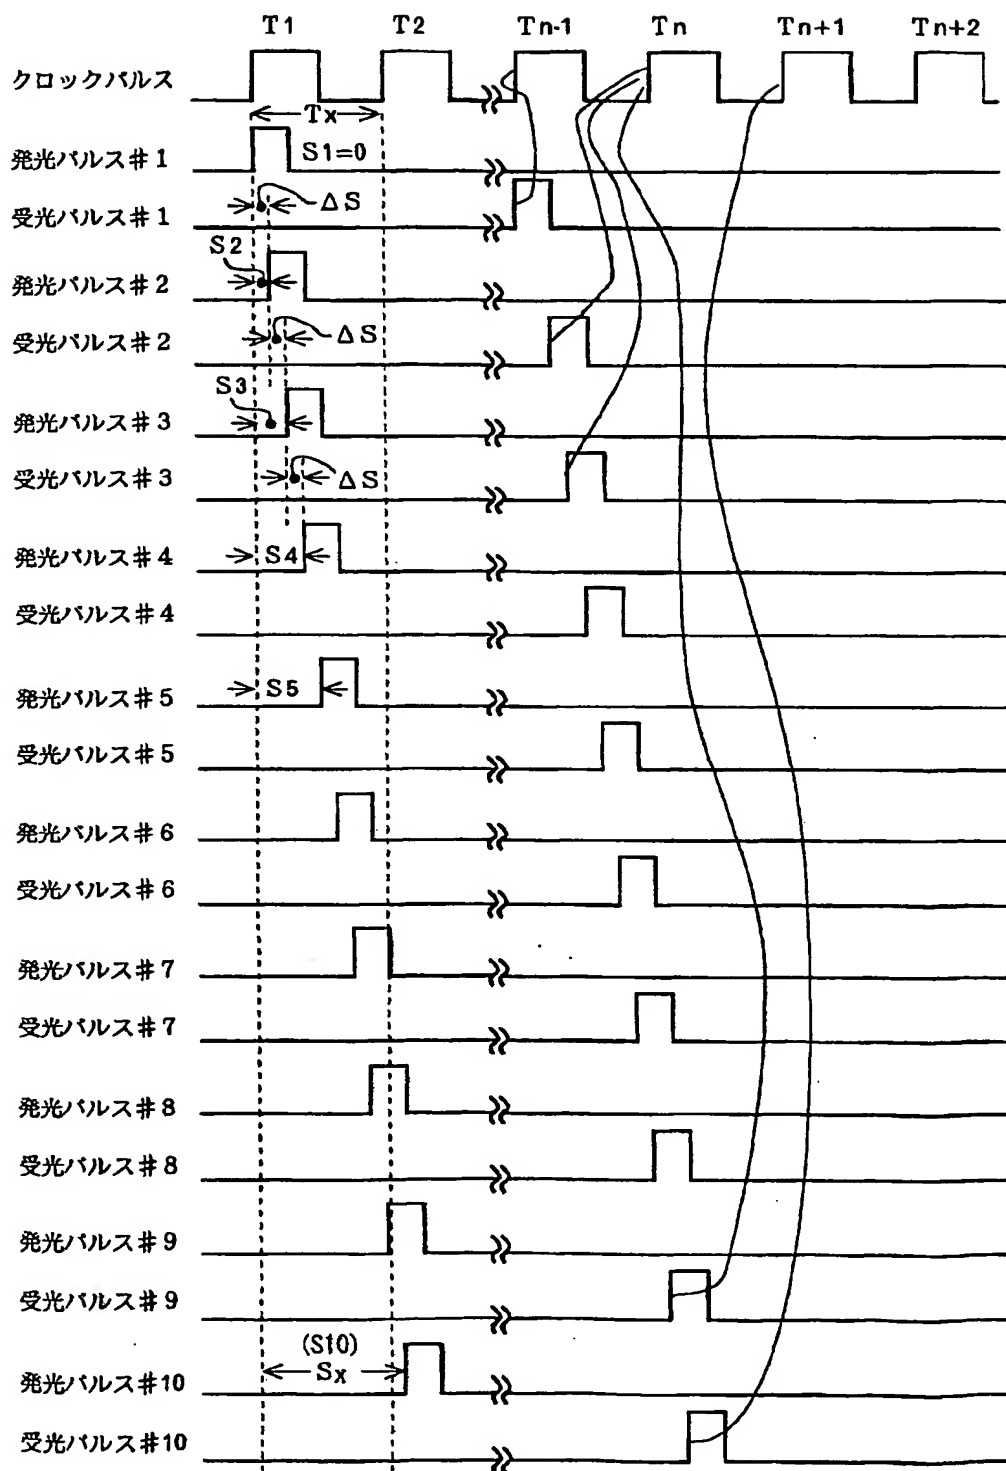 T1 T2 Tn-1 Tn Tn+1 Tn+2
クロックパルス
Tx
発光パルス#1 S1=0
受光パルス#1 ΔS
S2
発光パルス#2
受光パルス#2 ΔS
S3
発光パルス#3
受光パルス#3 ΔS
発光パルス#4 S4
受光パルス#4
発光パルス#5 S5
受光パルス#5
発光パルス#6
受光パルス#6
発光パルス#7
受光パルス#7
発光パルス#8
受光パルス#8
発光パルス#9
受光パルス#9
(S10)
発光パルス#10 Sx
受光パルス#10